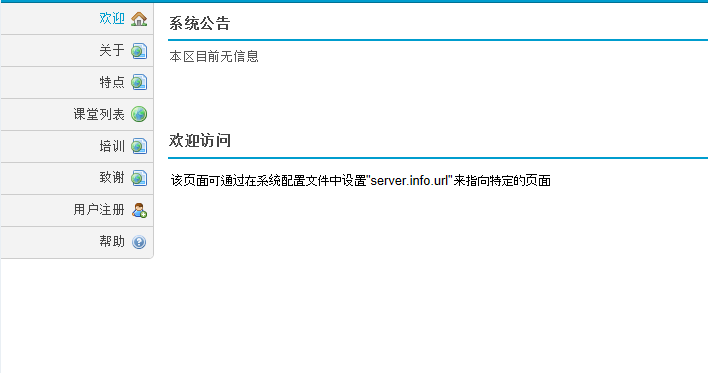 欢迎
关于
特点
课堂列表
培训
致谢
用户注册
帮助
系统公告
本区目前无信息
欢迎访问
该页面可通过在系统配置文件中设置"server.info.url"来指向特定的页面